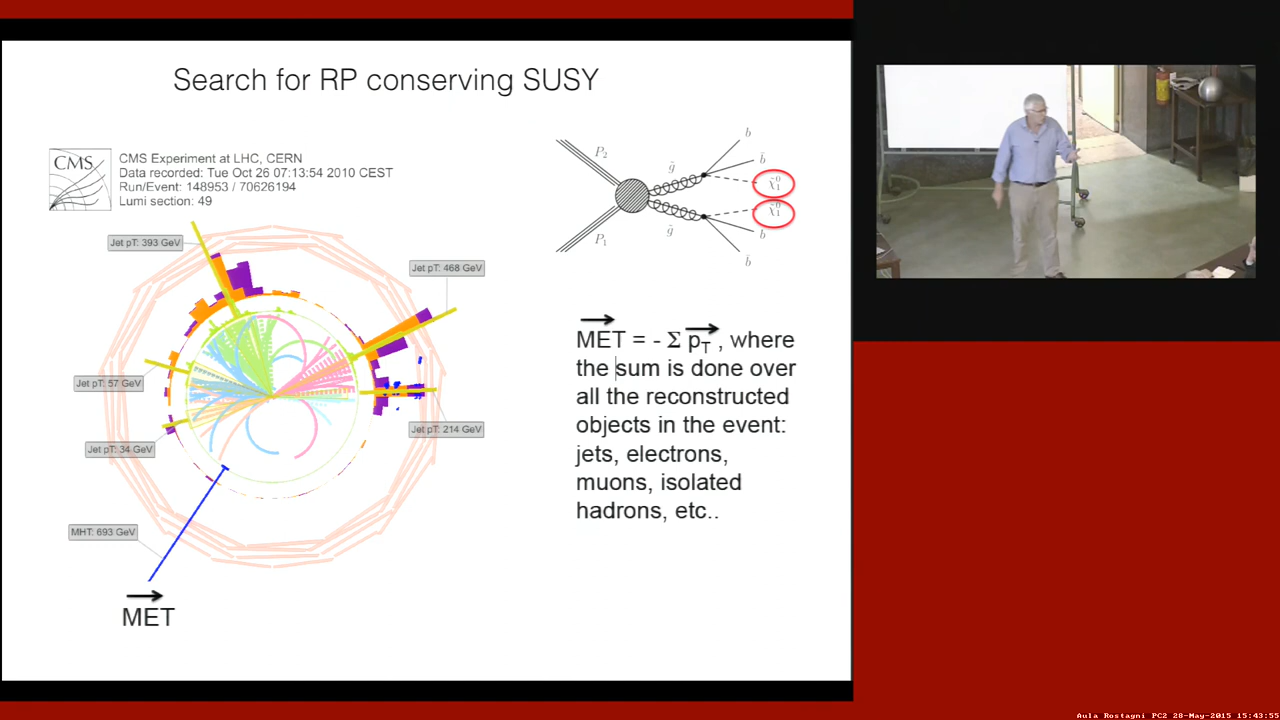 Search for RP conserving SUSY
CMS
CMS Experiment at LHC, CERN
Data recorded: Tue Oct 26 07:13:54 2010 CEST
Run/Event: 148953 / 70626194
Lumi section: 49
Jet pT: 393 GeV
Jet pT: 468 GeV
Jet pT: 57 GeV
Jet pT: 34 GeV
Jet pT: 214 GeV
MHT: 693 GeV
MET
P₂
P₁
g̃
g̃
b
b̄
χ̃₁⁰
χ̃₁⁰
b
b̄
MET = - Σ pT , where
the sum is done over
all the reconstructed
objects in the event:
jets, electrons,
muons, isolated
hadrons, etc..
Aula Rostagni PC2 28-May-2015 15:43:55